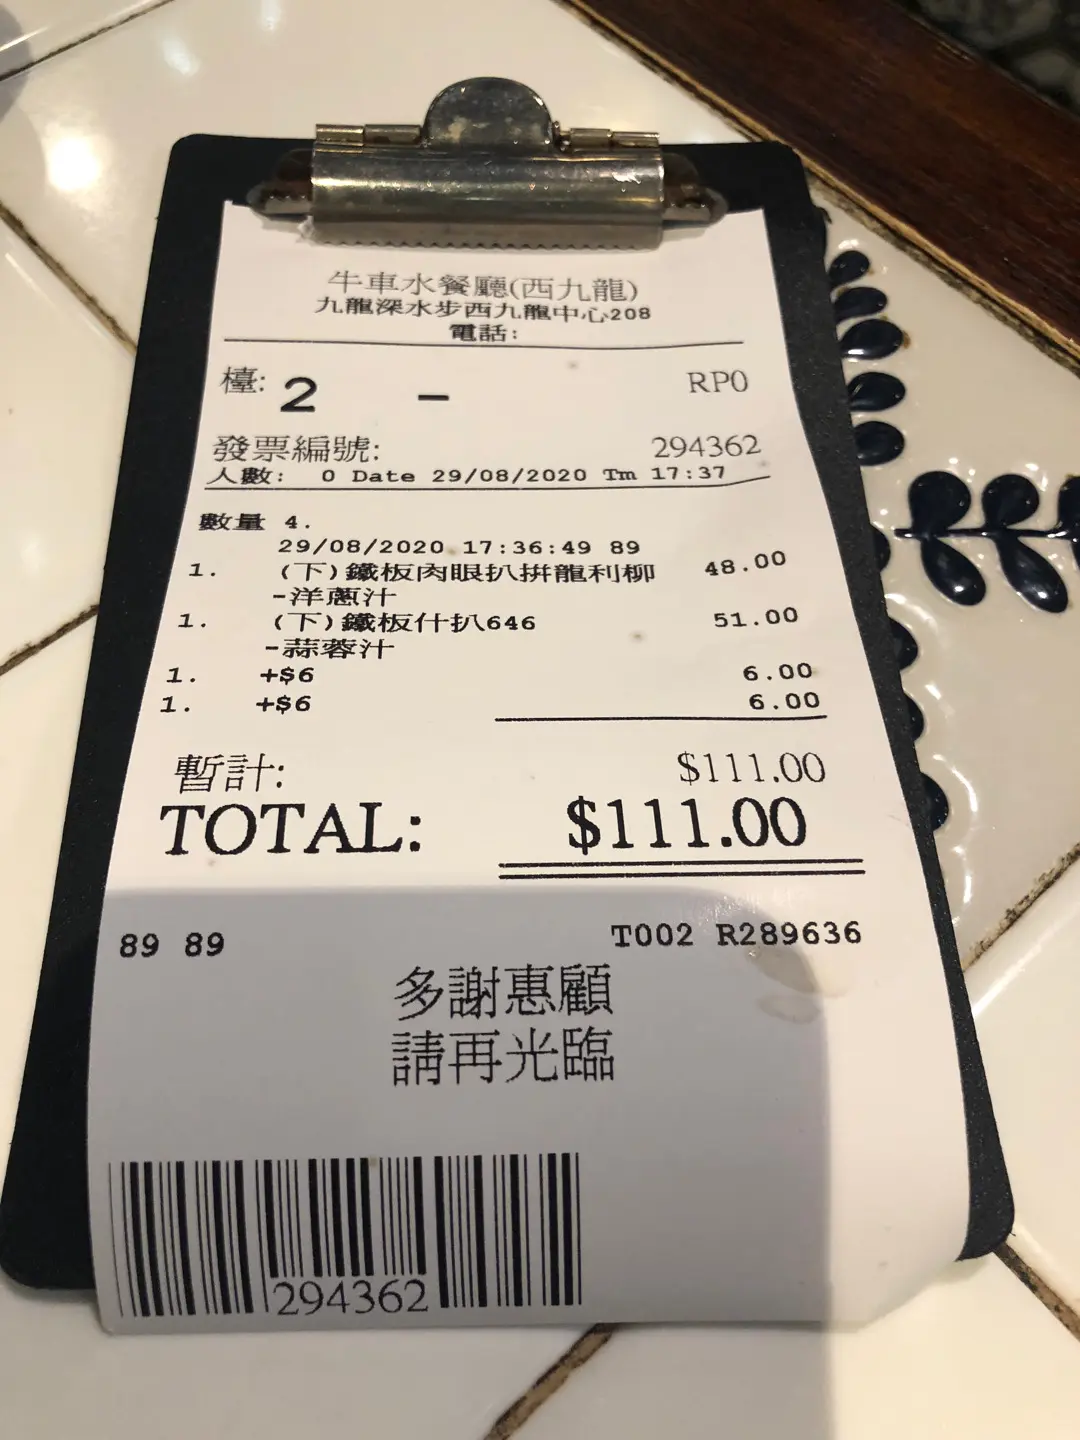 牛車水餐廳(西九龍)
九龍深水步西九龍中心208
電話:
檯: 2 - RP0
發票編號: 294362
人數: 0 Date 29/08/2020 Tm 17:37
數量 4.
29/08/2020 17:36:49 89
1. (下)鐵板肉眼扒拼龍利柳 48.00
-洋蔥汁
1. (下)鐵板什扒646 51.00
-蒜蓉汁
1. +$6 6.00
1. +$6 6.00
暫計: $111.00
TOTAL: $111.00
89 89 T002 R289636
多謝惠顧
請再光臨
294362